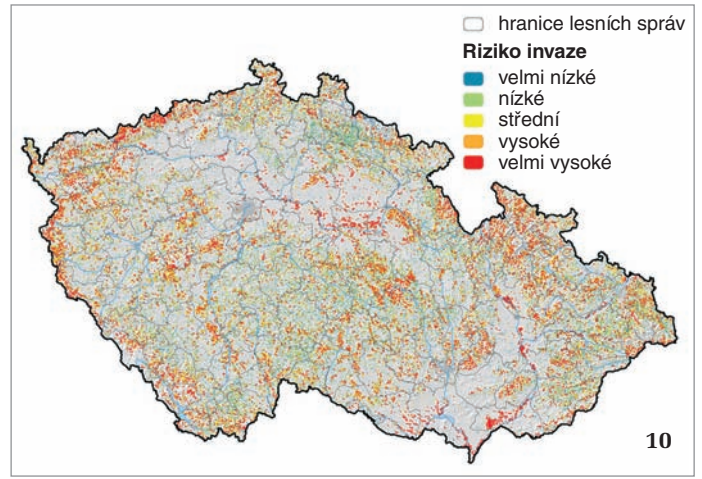 hranice lesních správ
Riziko invaze
velmi nízké
nízké
střední
vysoké
velmi vysoké
10